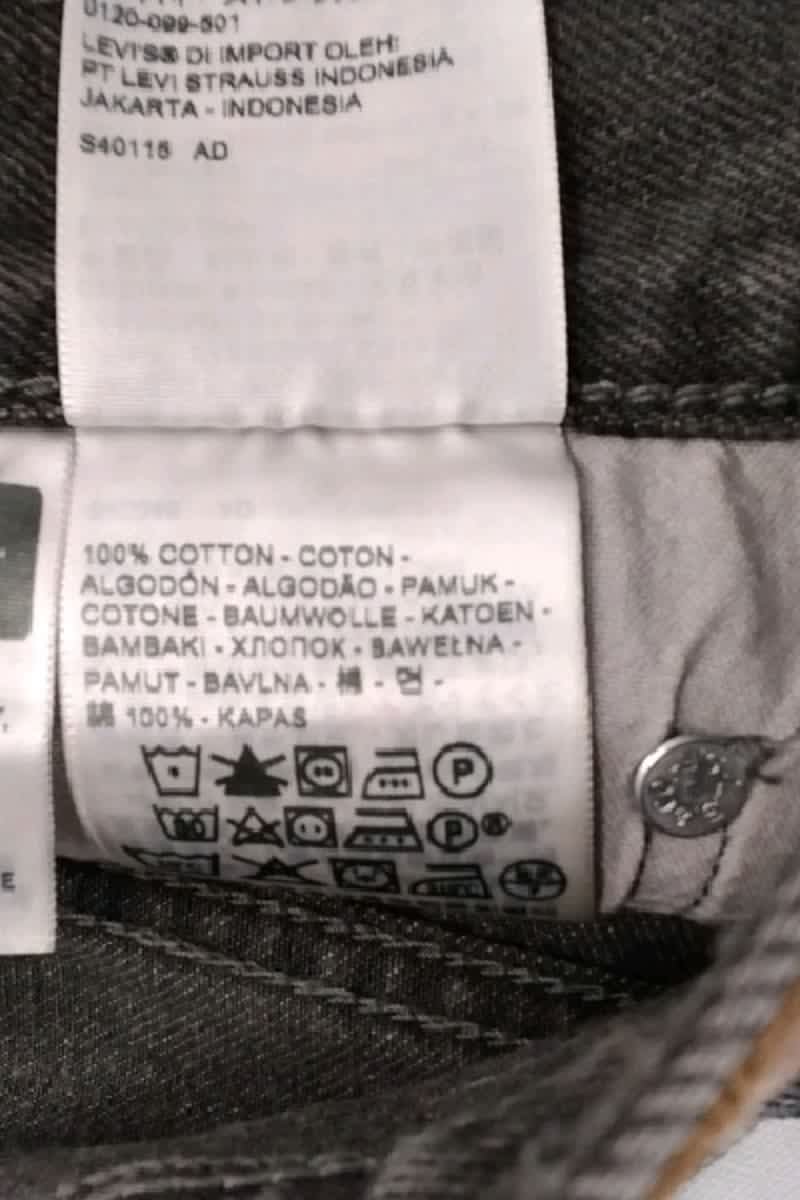 0120-099-501
LEVI'S® DI IMPORT OLEH:
PT LEVI STRAUSS INDONESIA
JAKARTA - INDONESIA
S40116 AD
100% COTTON - COTON -
ALGODÓN - ALGODÃO - PAMUK -
COTONE - BAUMWOLLE - KATOEN -
BAMBAKI - ХЛОПОК - BAWEŁNA -
PAMUT - BAVLNA - 棉 - 면 -
綿 100% - KAPAS
P
P ®
E